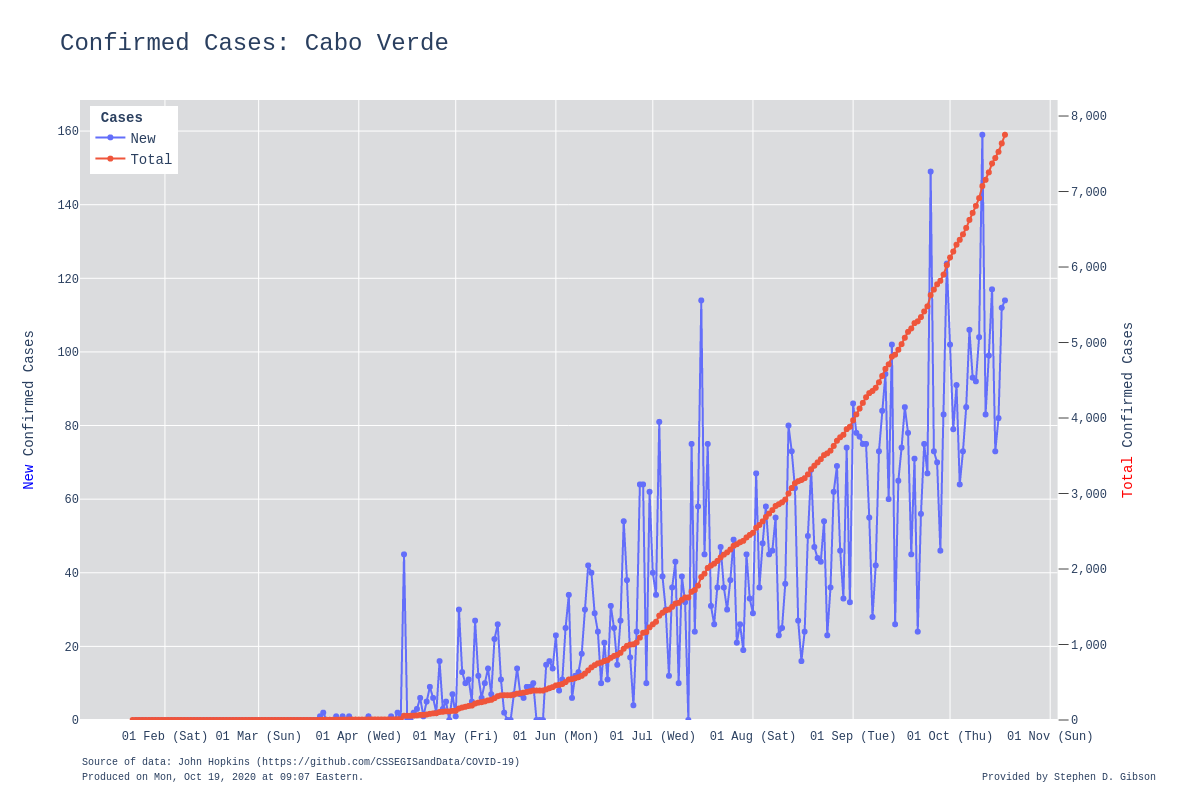 Confirmed Cases: Cabo Verde
Cases
New
Total
160
140
120
100
80
60
40
20
0
New Confirmed Cases
8,000
7,000
6,000
5,000
4,000
3,000
2,000
1,000
0
Total Confirmed Cases
01 Feb (Sat) 01 Mar (Sun) 01 Apr (Wed) 01 May (Fri) 01 Jun (Mon) 01 Jul (Wed) 01 Aug (Sat) 01 Sep (Tue) 01 Oct (Thu) 01 Nov (Sun)
Source of data: John Hopkins (https://github.com/CSSEGISandData/COVID-19)
Produced on Mon, Oct 19, 2020 at 09:07 Eastern.
Provided by Stephen D. Gibson